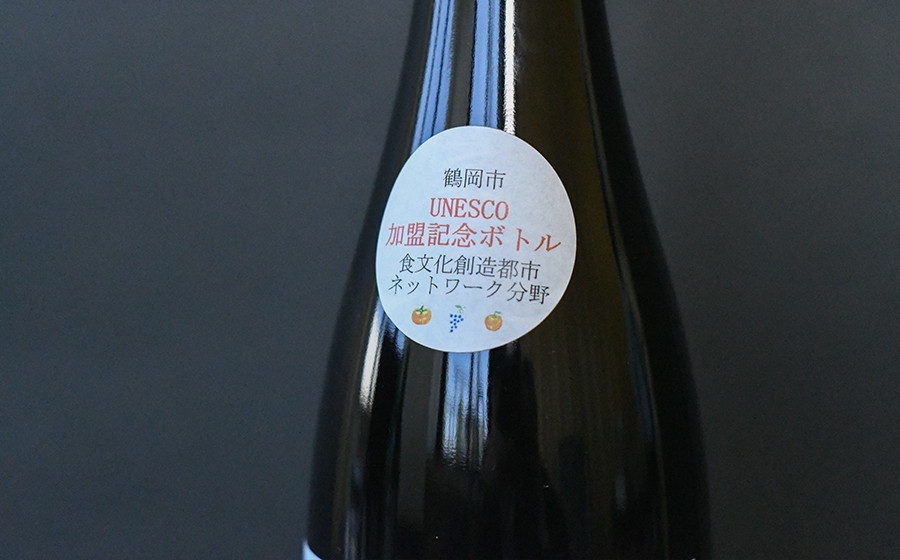 鶴岡市
UNESCO
加盟記念ボトル
食文化創造都市
ネットワーク分野